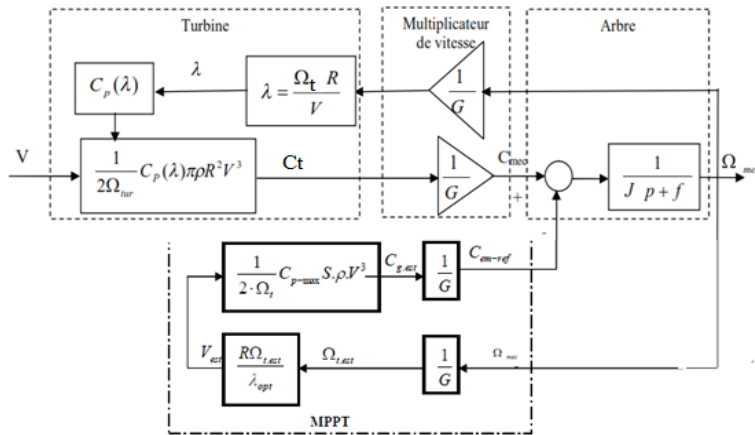 Turbine
Multiplicateur
de vitesse
Arbre
C_p(λ)
λ
λ = Ω_t R / V
1/G
V
1/(2Ω_tur) C_P(λ)πρR²V³
Ct
1/G
C_mec
+
1/(J p + f)
Ω_mec
1/(2·Ω_t) C_p-max S.ρ.V³
C_g.est
1/G
C_em-ref
V_est
RΩ_t.est/λ_opt
Ω_t.est
1/G
Ω_mec
MPPT